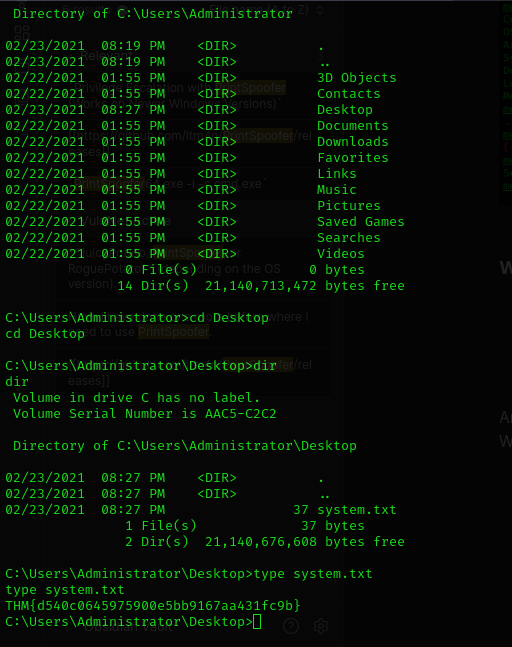 Directory of C:\Users\Administrator

02/23/2021  08:19 PM    <DIR>          .
02/23/2021  08:19 PM    <DIR>          ..
02/22/2021  01:55 PM    <DIR>          3D Objects
02/22/2021  01:55 PM    <DIR>          Contacts
02/23/2021  08:27 PM    <DIR>          Desktop
02/22/2021  01:55 PM    <DIR>          Documents
02/22/2021  01:55 PM    <DIR>          Downloads
02/22/2021  01:55 PM    <DIR>          Favorites
02/22/2021  01:55 PM    <DIR>          Links
02/22/2021  01:55 PM    <DIR>          Music
02/22/2021  01:55 PM    <DIR>          Pictures
02/22/2021  01:55 PM    <DIR>          Saved Games
02/22/2021  01:55 PM    <DIR>          Searches
02/22/2021  01:55 PM    <DIR>          Videos
               0 File(s)              0 bytes
              14 Dir(s)  21,140,713,472 bytes free

C:\Users\Administrator>cd Desktop
cd Desktop

C:\Users\Administrator\Desktop>dir
dir
 Volume in drive C has no label.
 Volume Serial Number is AAC5-C2C2

 Directory of C:\Users\Administrator\Desktop

02/23/2021  08:27 PM    <DIR>          .
02/23/2021  08:27 PM    <DIR>          ..
02/23/2021  08:27 PM                37 system.txt
               1 File(s)             37 bytes
               2 Dir(s)  21,140,676,608 bytes free

C:\Users\Administrator\Desktop>type system.txt
type system.txt
THM{d540c0645975900e5bb9167aa431fc9b}
C:\Users\Administrator\Desktop>
Obsidian Vault